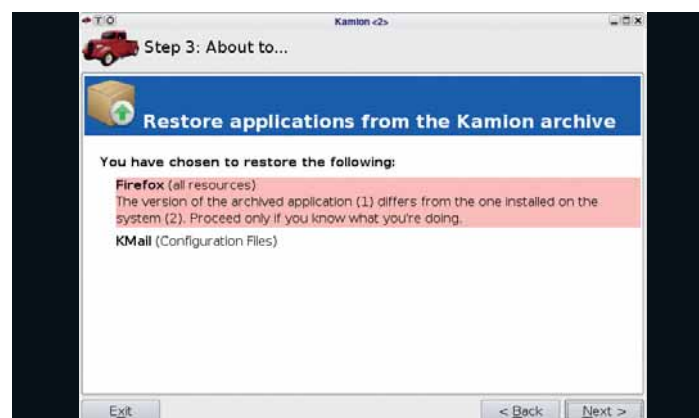 Kamion <2>
Step 3: About to...
Restore applications from the Kamion archive
You have chosen to restore the following:
Firefox (all resources)
The version of the archived application (1) differs from the one installed on the
system (2). Proceed only if you know what you're doing.
KMail (Configuration Files)
Exit
< Back
Next >